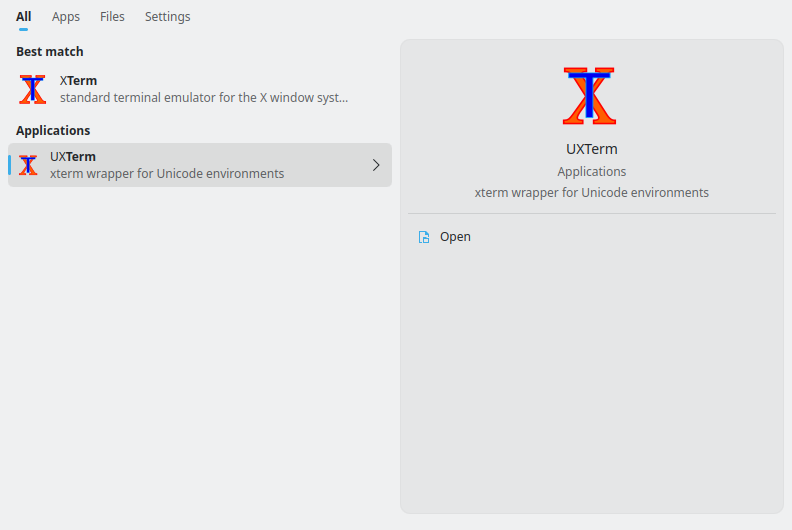 All Apps Files Settings
Best match
XTerm
standard terminal emulator for the X window syst...
Applications
UXTerm
xterm wrapper for Unicode environments
UXTerm
Applications
xterm wrapper for Unicode environments
Open